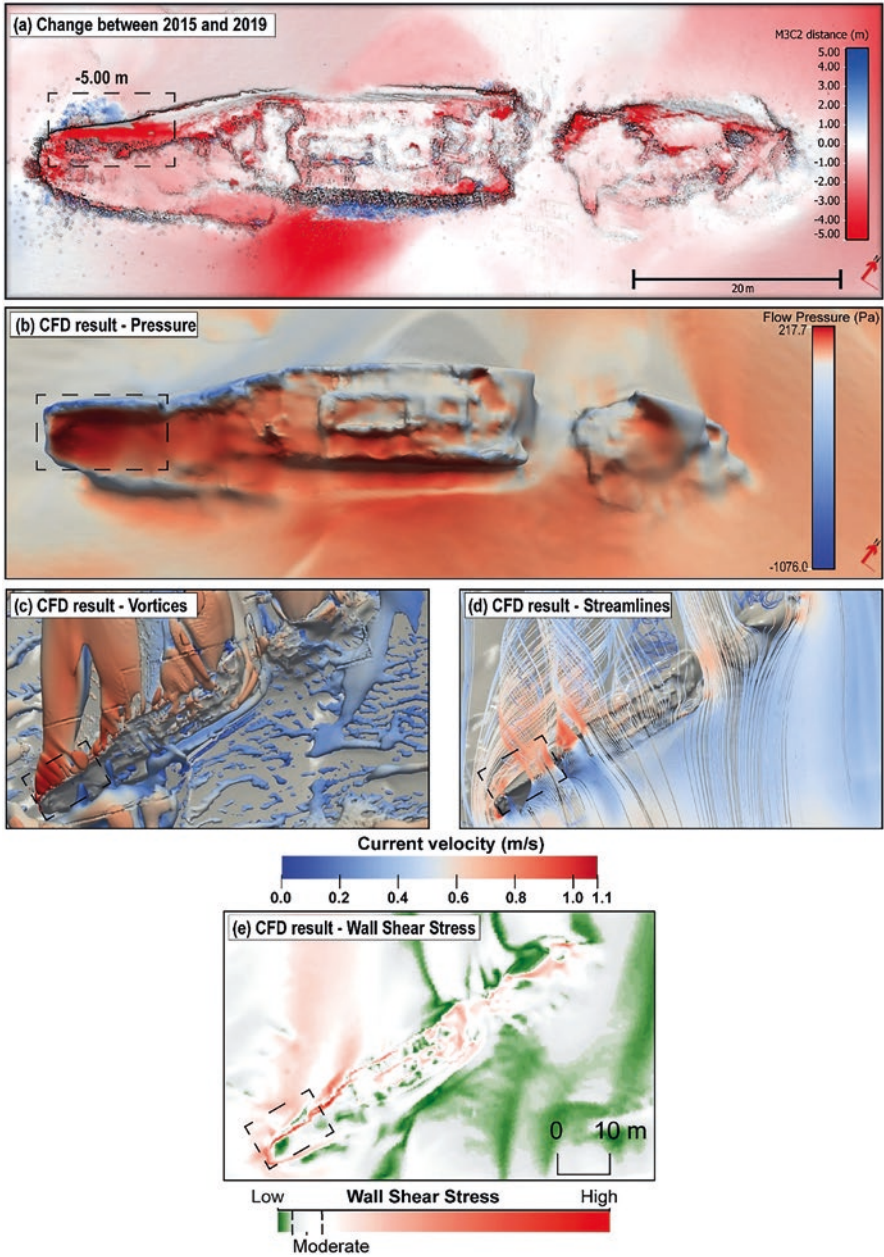 (a) Change between 2015 and 2019
M3C2 distance (m)
-5.00 m
5.00
4.00
3.00
2.00
1.00
0.00
-1.00
-2.00
-3.00
-4.00
-5.00
N
20 m
(b) CFD result - Pressure
Flow Pressure (Pa)
217.7
-1076.0
N
(c) CFD result - Vortices
(d) CFD result - Streamlines
Current velocity (m/s)
0.0 0.2 0.4 0.6 0.8 1.0 1.1
(e) CFD result - Wall Shear Stress
0 10 m
Low Wall Shear Stress High
Moderate